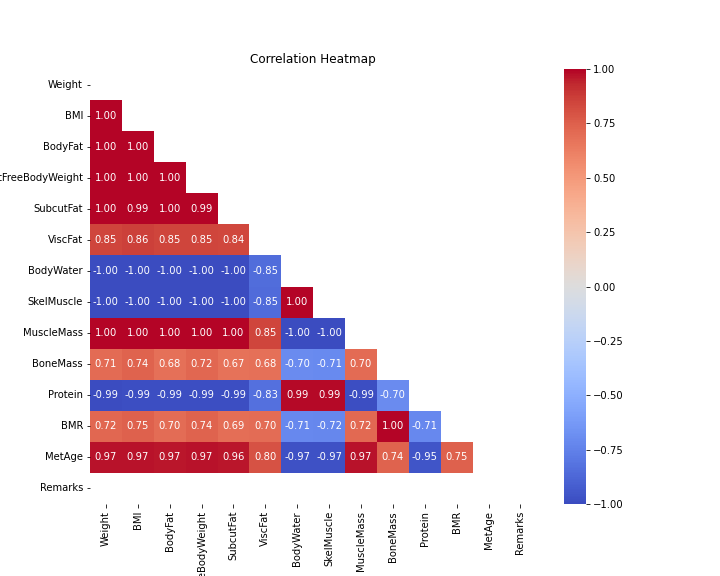 Correlation Heatmap
Weight
BMI 1.00
BodyFat 1.00 1.00
tFreeBodyWeight 1.00 1.00 1.00
SubcutFat 1.00 0.99 1.00 0.99
ViscFat 0.85 0.86 0.85 0.85 0.84
BodyWater -1.00 -1.00 -1.00 -1.00 -1.00 -0.85
SkelMuscle -1.00 -1.00 -1.00 -1.00 -1.00 -0.85 1.00
MuscleMass 1.00 1.00 1.00 1.00 1.00 0.85 -1.00 -1.00
BoneMass 0.71 0.74 0.68 0.72 0.67 0.68 -0.70 -0.71 0.70
Protein -0.99 -0.99 -0.99 -0.99 -0.99 -0.83 0.99 0.99 -0.99 -0.70
BMR 0.72 0.75 0.70 0.74 0.69 0.70 -0.71 -0.72 0.72 1.00 -0.71
MetAge 0.97 0.97 0.97 0.97 0.96 0.80 -0.97 -0.97 0.97 0.74 -0.95 0.75
Remarks
Weight
BMI
BodyFat
eBodyWeight
SubcutFat
ViscFat
BodyWater
SkelMuscle
MuscleMass
BoneMass
Protein
BMR
MetAge
Remarks
1.00
0.75
0.50
0.25
0.00
-0.25
-0.50
-0.75
-1.00